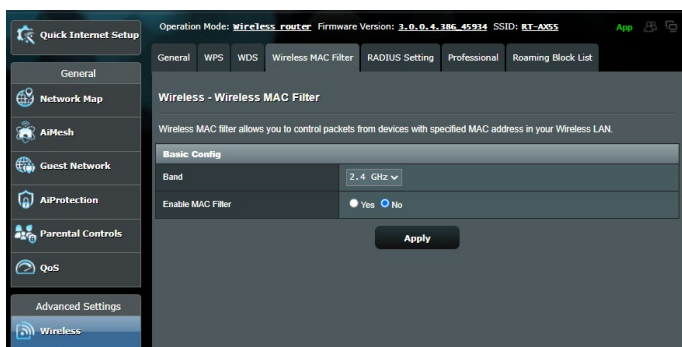 Quick Internet Setup
General
Network Map
AiMesh
Guest Network
AiProtection
Parental Controls
QoS
Advanced Settings
Wireless
Operation Mode: Wireless router Firmware Version: 3.0.0.4.386_45934 SSID: RT-AX55 App
General WPS WDS Wireless MAC Filter RADIUS Setting Professional Roaming Block List
Wireless - Wireless MAC Filter
Wireless MAC filter allows you to control packets from devices with specified MAC address in your Wireless LAN.
Basic Config
Band 2.4 GHz
Enable MAC Filter Yes No
Apply